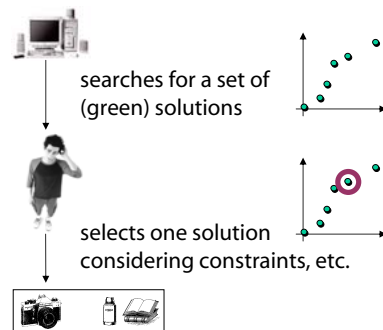 searches for a set of
(green) solutions
selects one solution
considering constraints, etc.